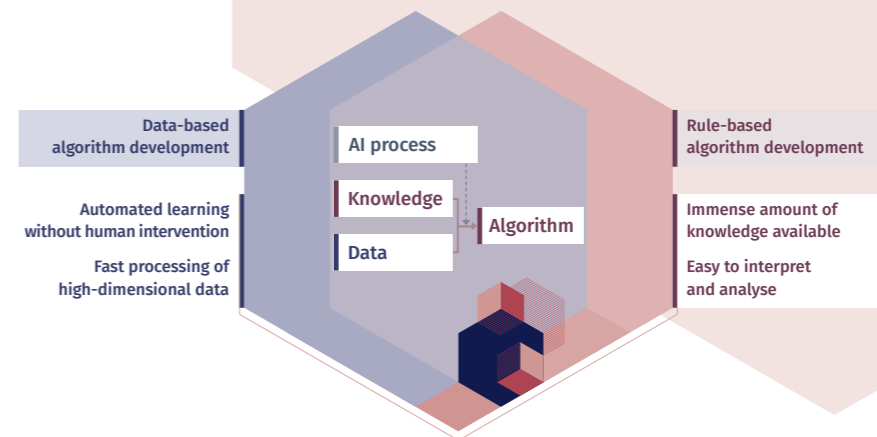 Data-based
algorithm development
Automated learning
without human intervention
Fast processing of
high-dimensional data
AI process
Knowledge
Data
Algorithm
Rule-based
algorithm development
Immense amount of
knowledge available
Easy to interpret
and analyse